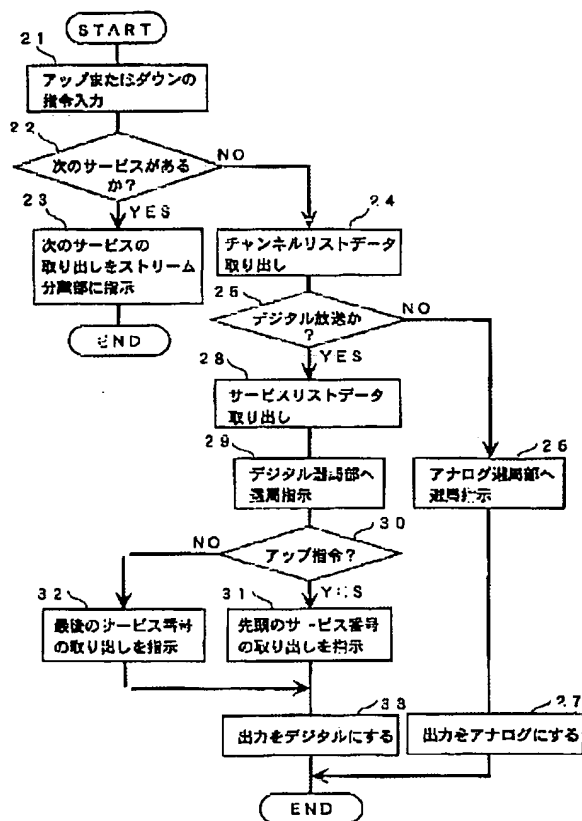 START
21
アップまたはダウンの
指令入力
22
次のサービスがある
か？
NO
YES
23
次のサービスの
取り出しをストリーム
分離部に指示
END
24
チャンネルリストデータ
取り出し
25
デジタル放送か
？
NO
YES
28
サービスリストデータ
取り出し
29
デジタル選局部へ
選局指示
26
アナログ選局部へ
選局指示
30
アップ指令？
NO
YES
32
最後のサービス番号
の取り出しを指示
31
先頭のサービス番号
の取り出しを指示
33
出力をデジタルにする
27
出力をアナログにする
END